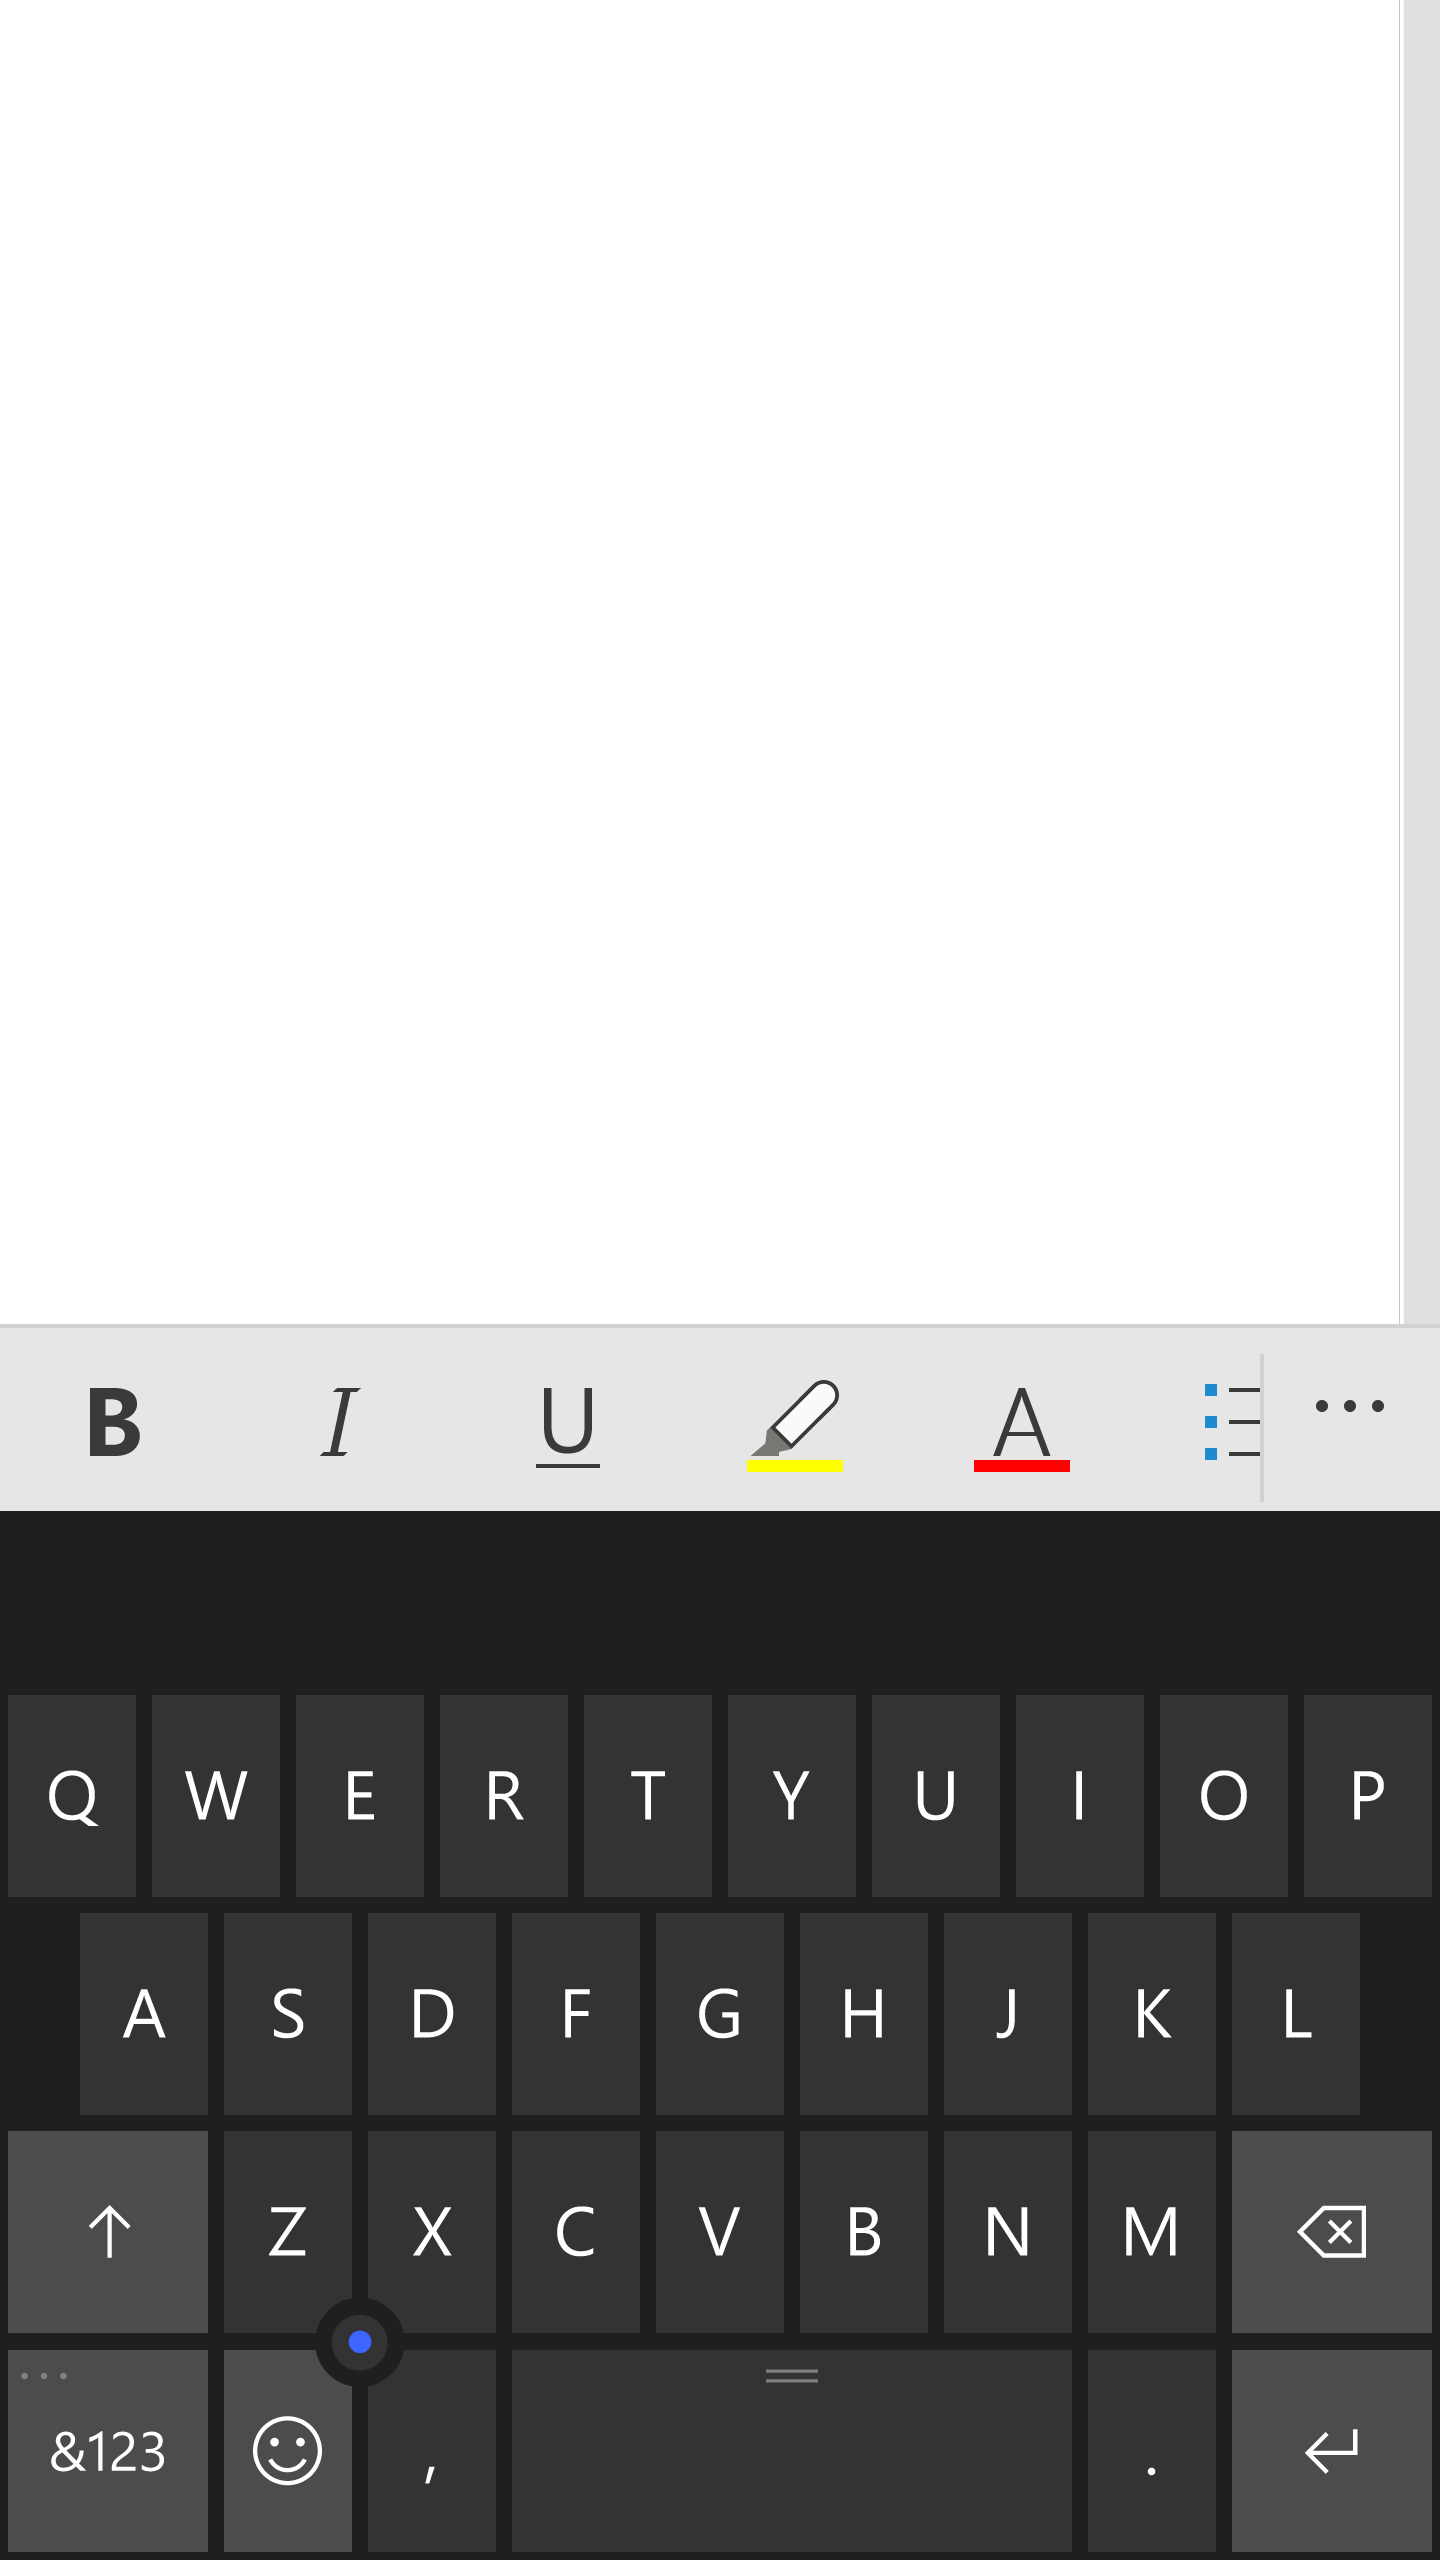 B I U A
Q W E R T Y U I O P
A S D F G H J K L
Z X C V B N M
&123 , .